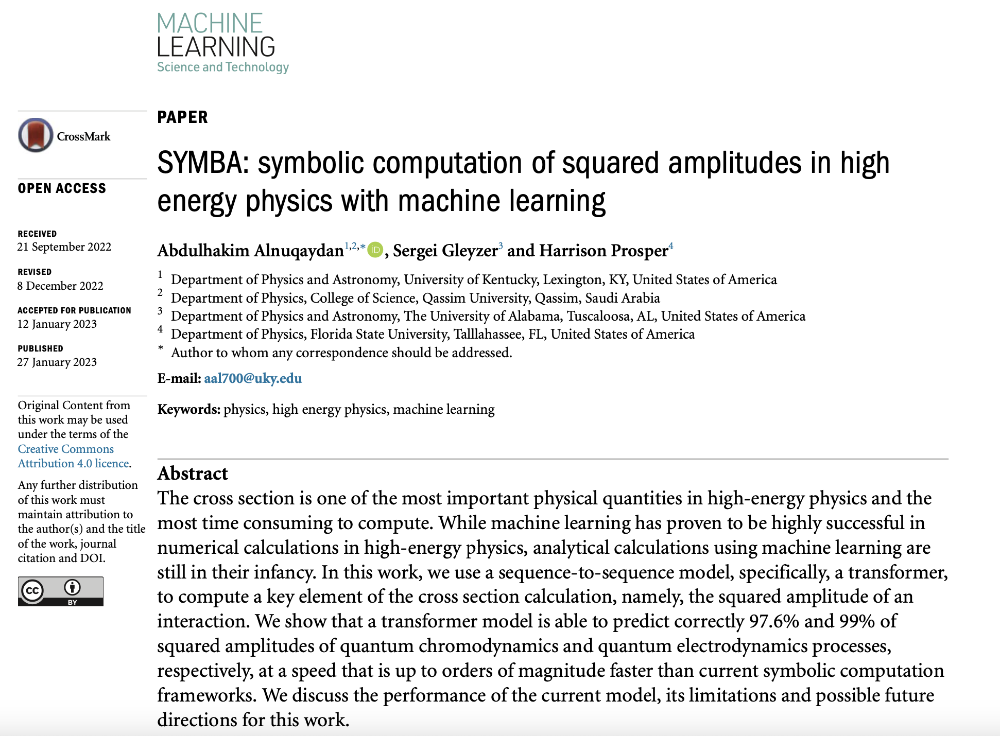 MACHINE
LEARNING
Science and Technology
CrossMark
OPEN ACCESS
RECEIVED
21 September 2022
REVISED
8 December 2022
ACCEPTED FOR PUBLICATION
12 January 2023
PUBLISHED
27 January 2023
Original Content from
this work may be used
under the terms of the
Creative Commons
Attribution 4.0 licence.
Any further distribution
of this work must
maintain attribution to
the author(s) and the title
of the work, journal
citation and DOI.
cc BY
PAPER
SYMBA: symbolic computation of squared amplitudes in high
energy physics with machine learning
Abdulhakim Alnuqaydan1,2,* iD, Sergei Gleyzer3 and Harrison Prosper4
1 Department of Physics and Astronomy, University of Kentucky, Lexington, KY, United States of America
2 Department of Physics, College of Science, Qassim University, Qassim, Saudi Arabia
3 Department of Physics and Astronomy, The University of Alabama, Tuscaloosa, AL, United States of America
4 Department of Physics, Florida State University, Talllahassee, FL, United States of America
* Author to whom any correspondence should be addressed.
E-mail: aal700@uky.edu
Keywords: physics, high energy physics, machine learning
Abstract
The cross section is one of the most important physical quantities in high-energy physics and the
most time consuming to compute. While machine learning has proven to be highly successful in
numerical calculations in high-energy physics, analytical calculations using machine learning are
still in their infancy. In this work, we use a sequence-to-sequence model, specifically, a transformer,
to compute a key element of the cross section calculation, namely, the squared amplitude of an
interaction. We show that a transformer model is able to predict correctly 97.6% and 99% of
squared amplitudes of quantum chromodynamics and quantum electrodynamics processes,
respectively, at a speed that is up to orders of magnitude faster than current symbolic computation
frameworks. We discuss the performance of the current model, its limitations and possible future
directions for this work.